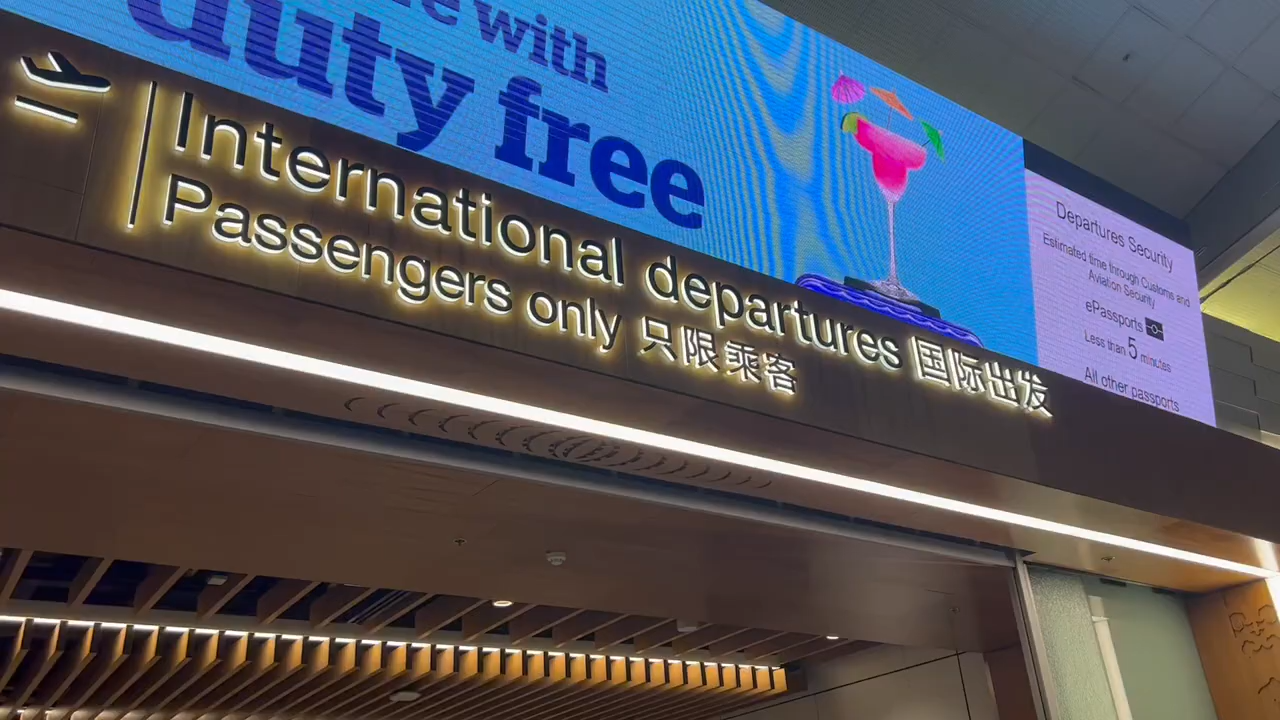 with
duty free
International departures 国际出发
Passengers only 只限乘客
Departures Security
Estimated time through Customs and
Aviation Security
ePassports
Less than 5 minutes
All other passports